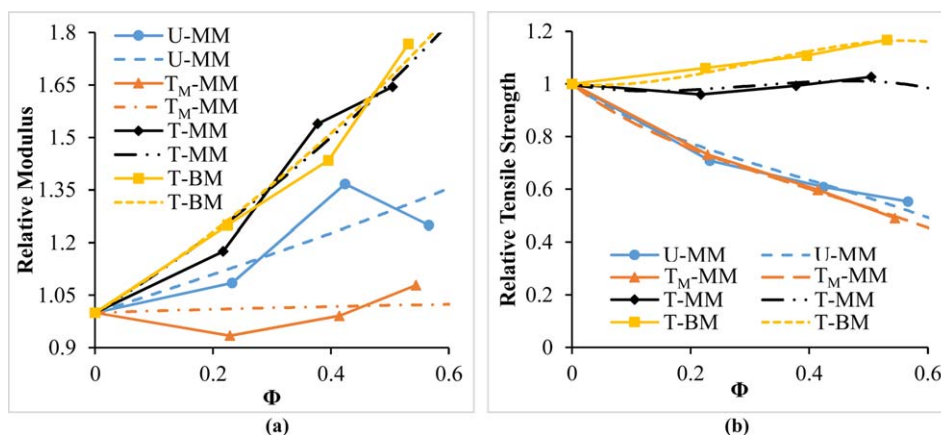 1.8
1.65
1.5
1.35
1.2
1.05
0.9
Relative Modulus
U-MM
U-MM
TM-MM
TM-MM
T-MM
T-MM
T-BM
T-BM
0 0.2 0.4 0.6
Φ
(a)
1.2
1
0.8
0.6
0.4
0.2
0
Relative Tensile Strength
U-MM U-MM
TM-MM TM-MM
T-MM T-MM
T-BM T-BM
0 0.2 0.4 0.6
Φ
(b)